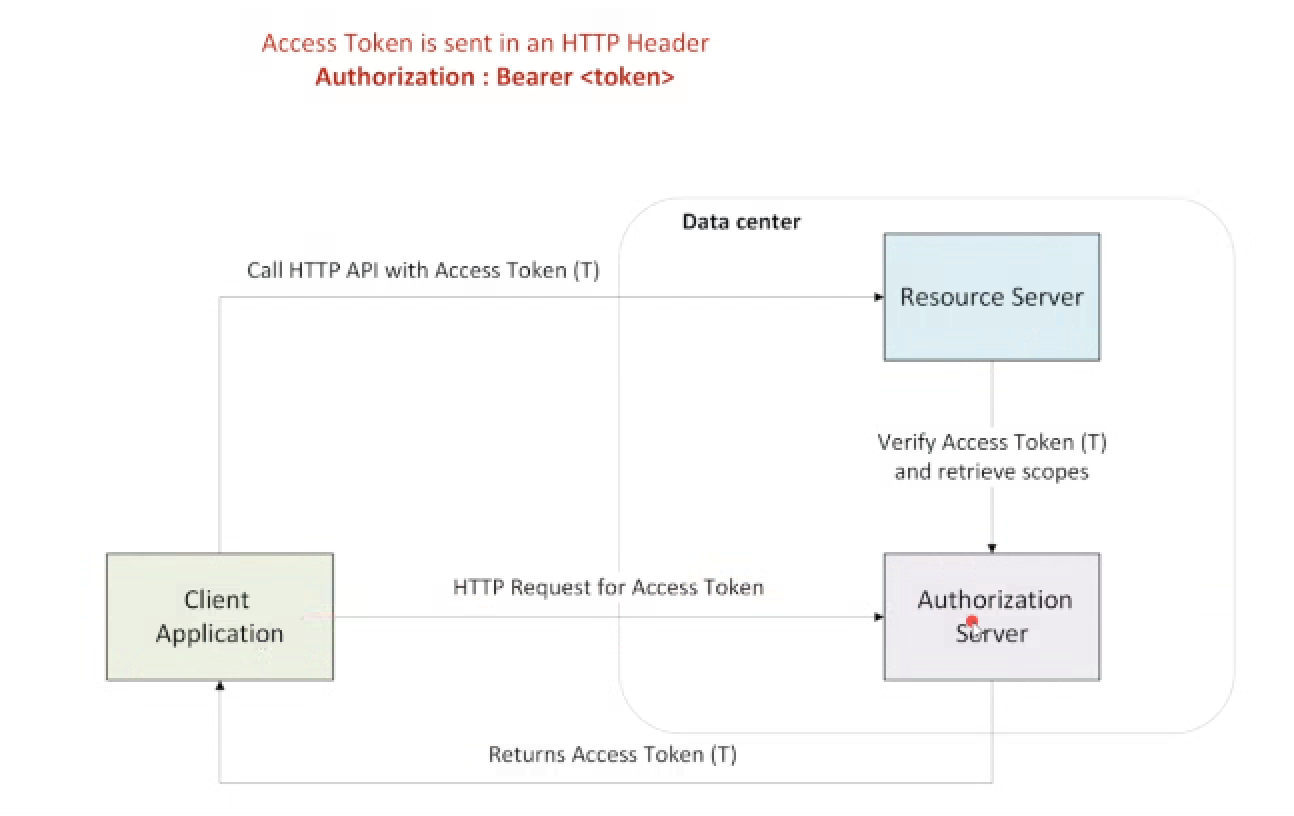 Access Token is sent in an HTTP Header
Authorization : Bearer <token>
Data center
Call HTTP API with Access Token (T)
Resource Server
Verify Access Token (T)
and retrieve scopes
Client
Application
HTTP Request for Access Token
Authorization
Server
Returns Access Token (T)